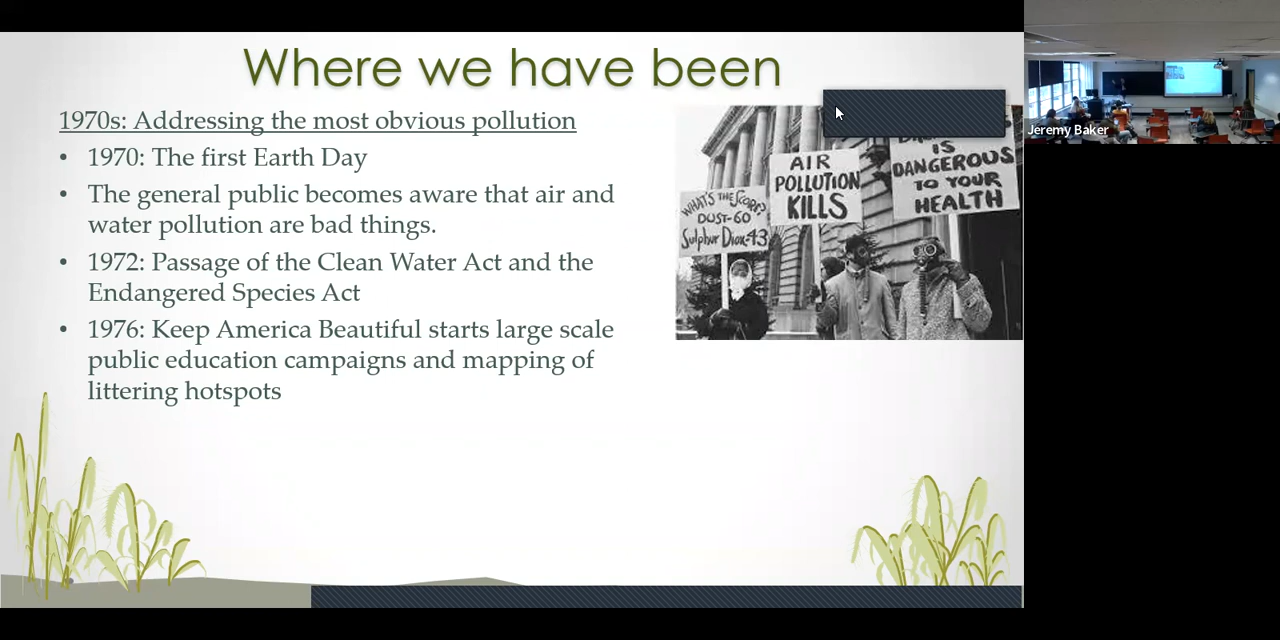 Where we have been
1970s: Addressing the most obvious pollution
• 1970: The first Earth Day
• The general public becomes aware that air and
water pollution are bad things.
• 1972: Passage of the Clean Water Act and the
Endangered Species Act
• 1976: Keep America Beautiful starts large scale
public education campaigns and mapping of
littering hotspots
WHAT'S THE SCORE?
DUST-60
Sulphur Diox-43
AIR
POLLUTION
KILLS
IS
DANGEROUS
TO YOUR
HEALTH
Jeremy Baker